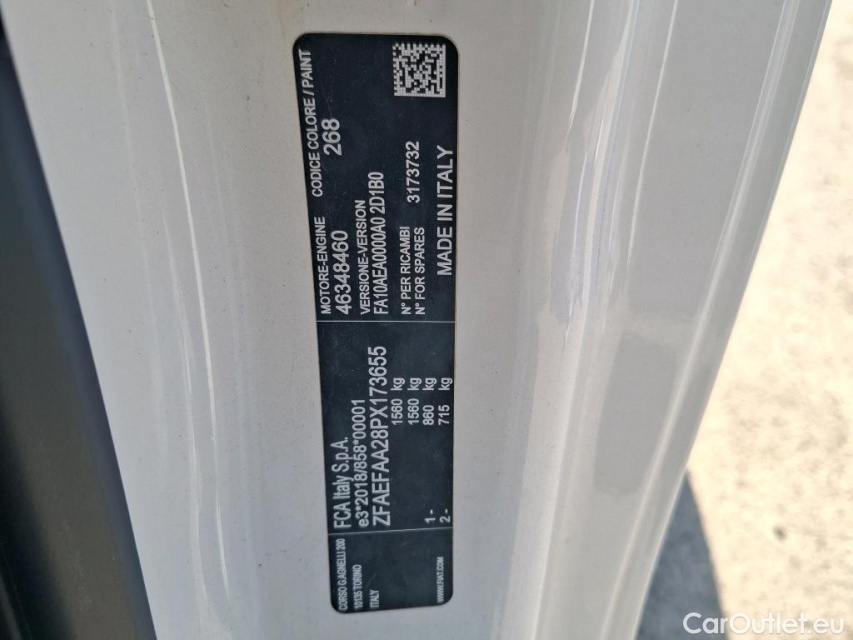 CORSO G.AGNELLI 200
10135 TORINO
ITALY
WWW.FIAT.COM
FCA Italy S.p.A.
e3*2018/858*00001
ZFAEFAA28PX173655
1560 kg
1560 kg
1- 860 kg
2- 715 kg
MOTORE-ENGINE CODICE COLORE / PAINT
46348460 268
VERSIONE-VERSION
FA10AEA0000A0 2D1B0
N° PER RICAMBI
N° FOR SPARES 3173732
MADE IN ITALY
CarOutlet.eu